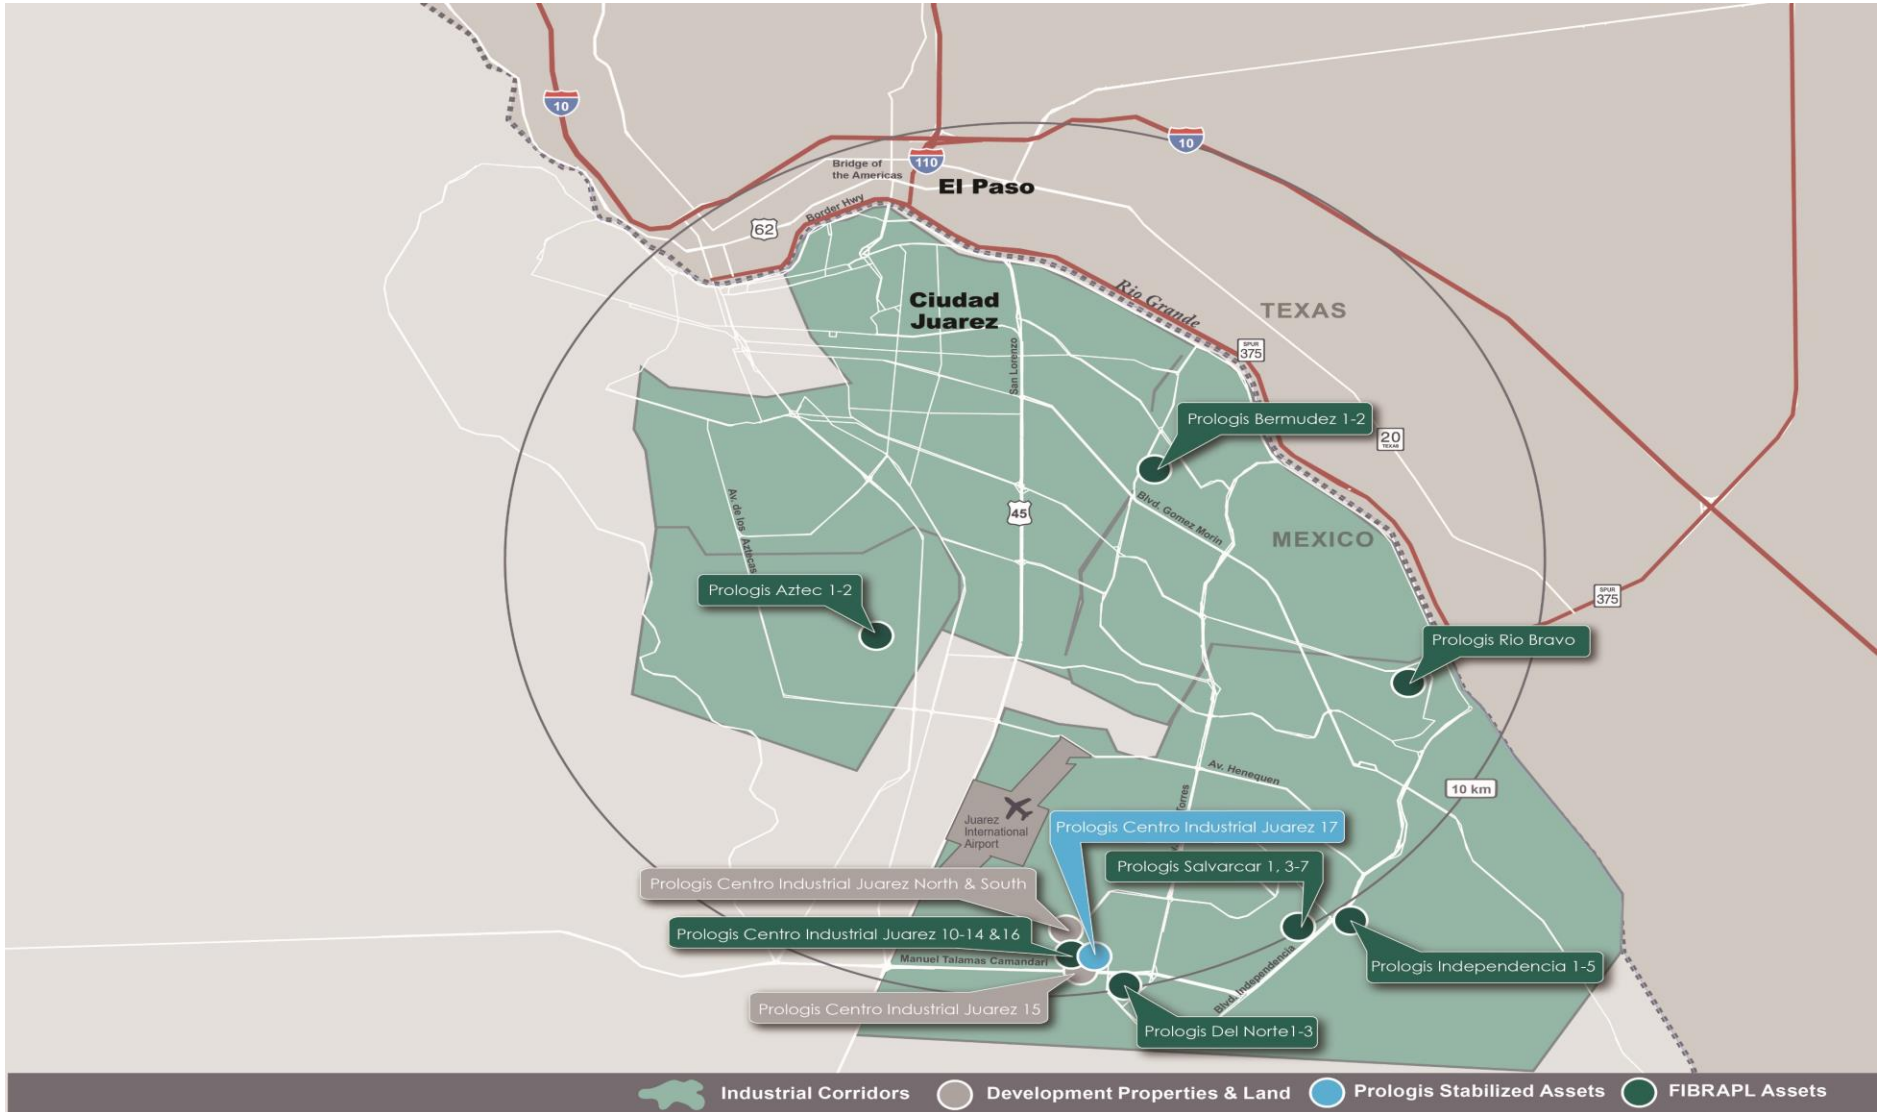 10
10
110
Bridge of
the Americas
El Paso
Border Hwy
62
Ciudad
Juarez
Rio Grande
TEXAS
SPUR
375
San Lorenzo
Prologis Bermudez 1-2
20
TEXAS
45
Av. de los Aztecas
Blvd. Gomez Morin
MEXICO
Prologis Aztec 1-2
SPUR
375
Prologis Rio Bravo
Av. Henequen
10 km
Torres
Juarez
International
Airport
Prologis Centro Industrial Juarez 17
Prologis Salvarcar 1, 3-7
Prologis Centro Industrial Juarez North & South
Prologis Centro Industrial Juarez 10-14 &16
Manuel Talamas Camandari
Prologis Independencia 1-5
Blvd. Independencia
Prologis Centro Industrial Juarez 15
Prologis Del Norte1-3
Industrial Corridors
Development Properties & Land
Prologis Stabilized Assets
FIBRAPL Assets